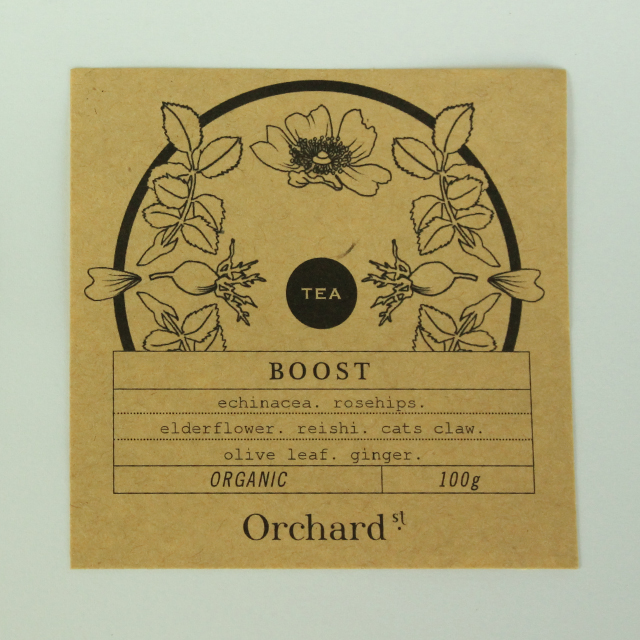 TEA
BOOST
echinacea. rosehips.
elderflower. reishi. cats claw.
olive leaf. ginger.
ORGANIC 100g
Orchard st.